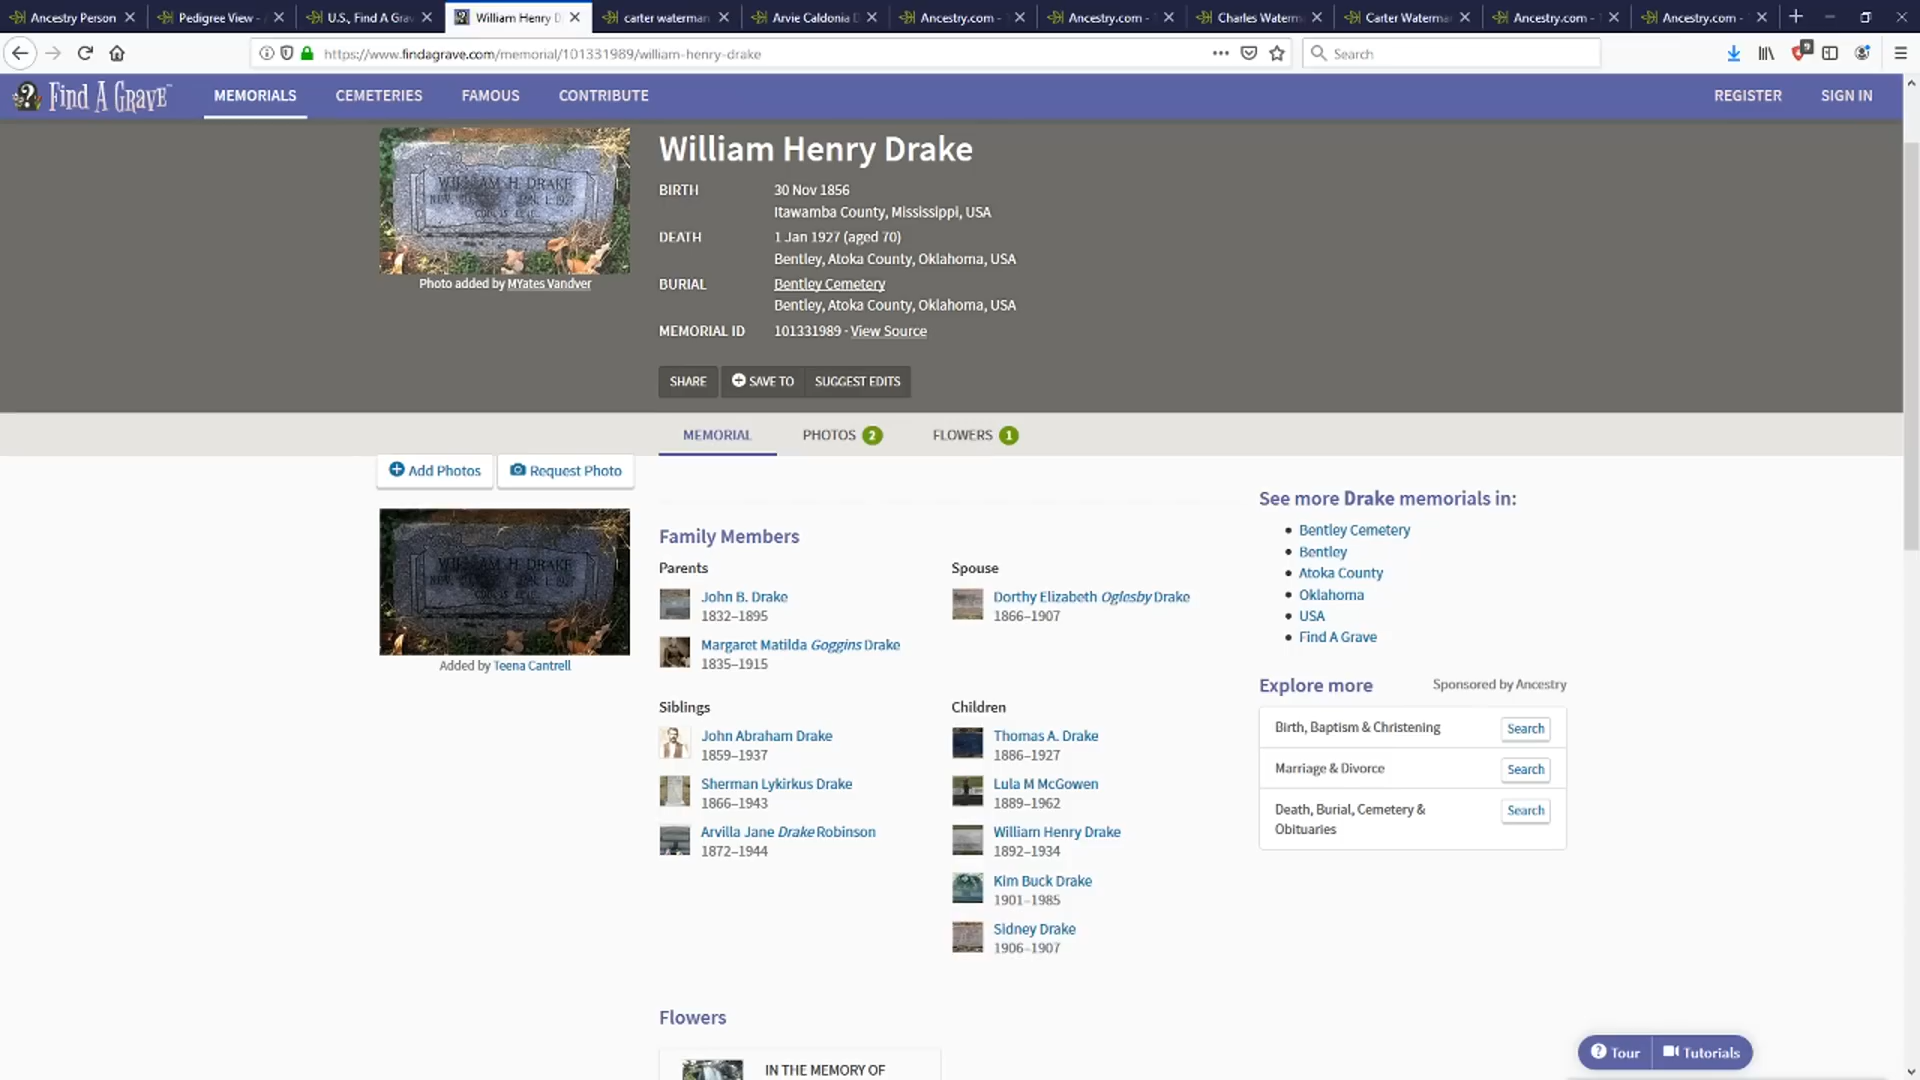 Ancestry Person
Pedigree View - 
U.S., Find A Grav
William Henry D
carter waterman
Arvie Caldonia D
Ancestry.com - 
Ancestry.com - 
Charles Waterm
Carter Waterma
Ancestry.com - 
Ancestry.com - 
https://www.findagrave.com/memorial/101331989/william-henry-drake
Search
9
FIND A GRAVE™
MEMORIALS
CEMETERIES
FAMOUS
CONTRIBUTE
REGISTER
SIGN IN
WILLIAM H. DRAKE
Photo added by MYates Vandver
William Henry Drake
BIRTH 30 Nov 1856
Itawamba County, Mississippi, USA
DEATH 1 Jan 1927 (aged 70)
Bentley, Atoka County, Oklahoma, USA
BURIAL Bentley Cemetery
Bentley, Atoka County, Oklahoma, USA
MEMORIAL ID 101331989 · View Source
SHARE
SAVE TO
SUGGEST EDITS
MEMORIAL
PHOTOS 2
FLOWERS 1
Add Photos
Request Photo
WILLIAM H. DRAKE
Added by Teena Cantrell
Family Members
Parents
John B. Drake
1832–1895
Margaret Matilda Goggins Drake
1835–1915
Spouse
Dorthy Elizabeth Oglesby Drake
1866–1907
Siblings
John Abraham Drake
1859–1937
Sherman Lykirkus Drake
1866–1943
Arvilla Jane Drake Robinson
1872–1944
Children
Thomas A. Drake
1886–1927
Lula M McGowen
1889–1962
William Henry Drake
1892–1934
Kim Buck Drake
1901–1985
Sidney Drake
1906–1907
Flowers
IN THE MEMORY OF
See more Drake memorials in:
Bentley Cemetery
Bentley
Atoka County
Oklahoma
USA
Find A Grave
Explore more
Sponsored by Ancestry
Birth, Baptism & Christening
Search
Marriage & Divorce
Search
Death, Burial, Cemetery &
Obituaries
Search
Tour
Tutorials